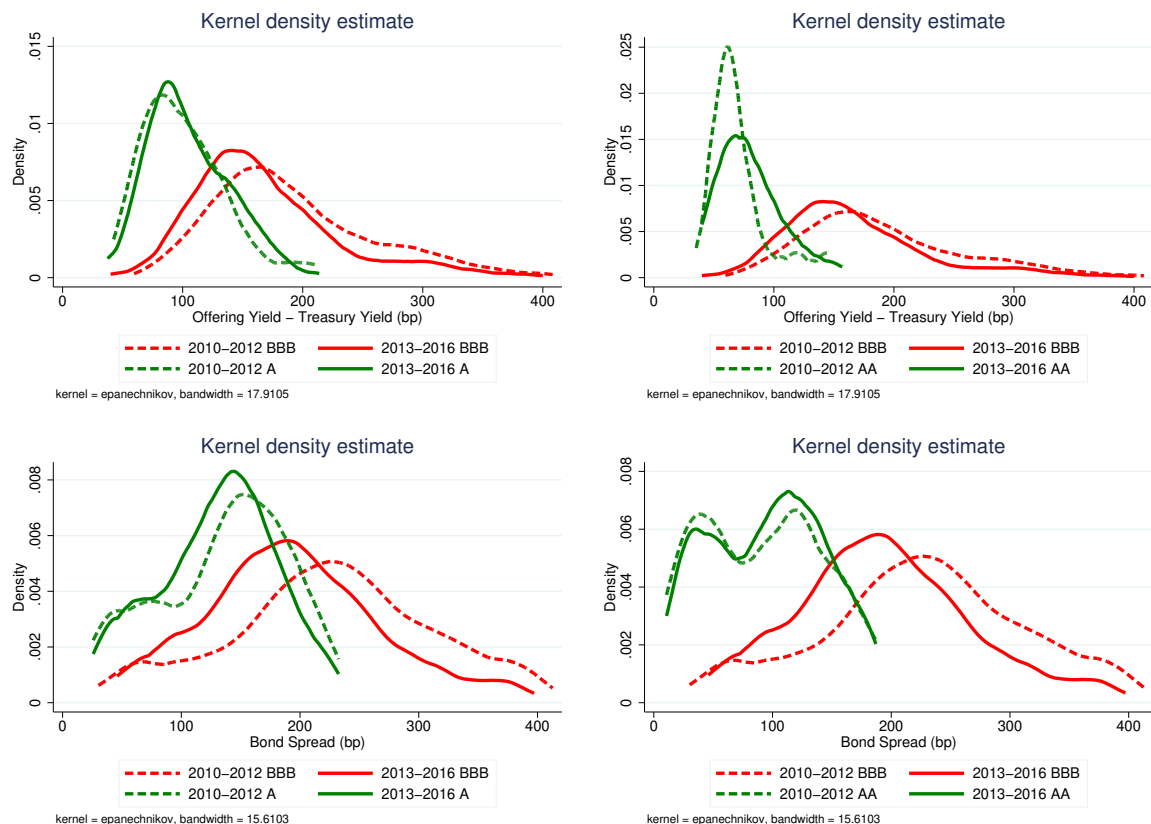 Kernel density estimate
.015
.01
.005
0
Density
0 100 200 300 400
Offering Yield − Treasury Yield (bp)
2010−2012 BBB 2013−2016 BBB
2010−2012 A 2013−2016 A
kernel = epanechnikov, bandwidth = 17.9105
Kernel density estimate
.025
.02
.015
.01
.005
0
Density
0 100 200 300 400
Offering Yield − Treasury Yield (bp)
2010−2012 BBB 2013−2016 BBB
2010−2012 AA 2013−2016 AA
kernel = epanechnikov, bandwidth = 17.9105
Kernel density estimate
.008
.006
.004
.002
0
Density
0 100 200 300 400
Bond Spread (bp)
2010−2012 BBB 2013−2016 BBB
2010−2012 A 2013−2016 A
kernel = epanechnikov, bandwidth = 15.6103
Kernel density estimate
.008
.006
.004
.002
0
Density
0 100 200 300 400
Bond Spread (bp)
2010−2012 BBB 2013−2016 BBB
2010−2012 AA 2013−2016 AA
kernel = epanechnikov, bandwidth = 15.6103